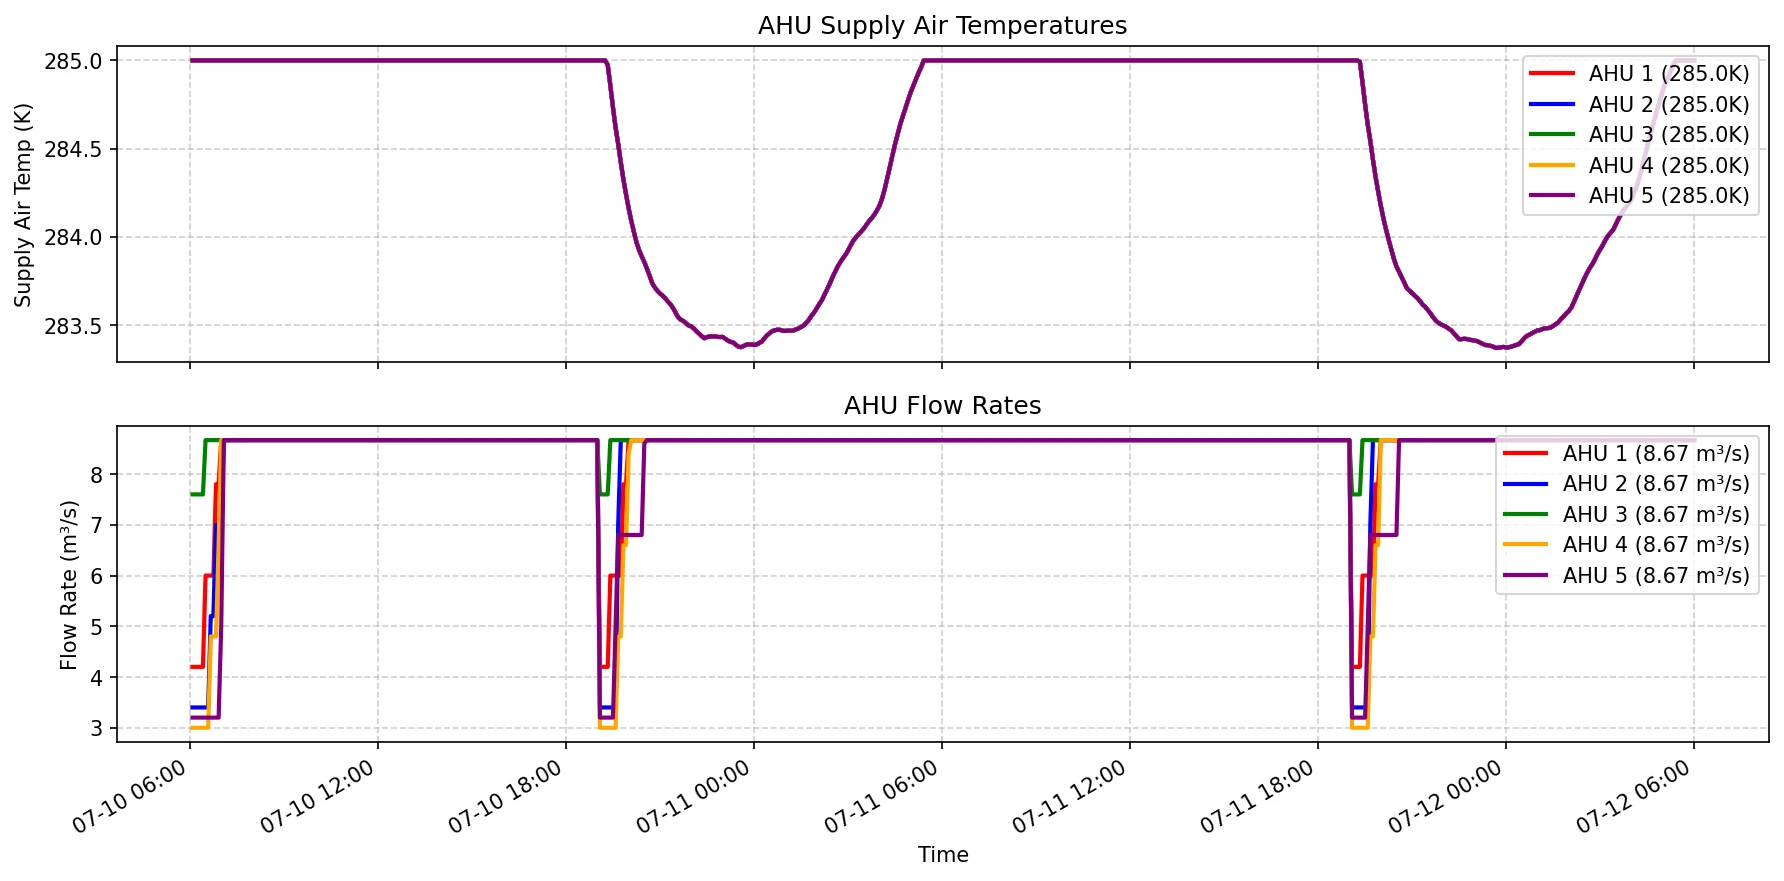 AHU Supply Air Temperatures
Supply Air Temp (K)
285.0
284.5
284.0
283.5
AHU 1 (285.0K)
AHU 2 (285.0K)
AHU 3 (285.0K)
AHU 4 (285.0K)
AHU 5 (285.0K)
AHU Flow Rates
Flow Rate (m³/s)
8
7
6
5
4
3
AHU 1 (8.67 m³/s)
AHU 2 (8.67 m³/s)
AHU 3 (8.67 m³/s)
AHU 4 (8.67 m³/s)
AHU 5 (8.67 m³/s)
07-10 06:00
07-10 12:00
07-10 18:00
07-11 00:00
07-11 06:00
07-11 12:00
07-11 18:00
07-12 00:00
07-12 06:00
Time